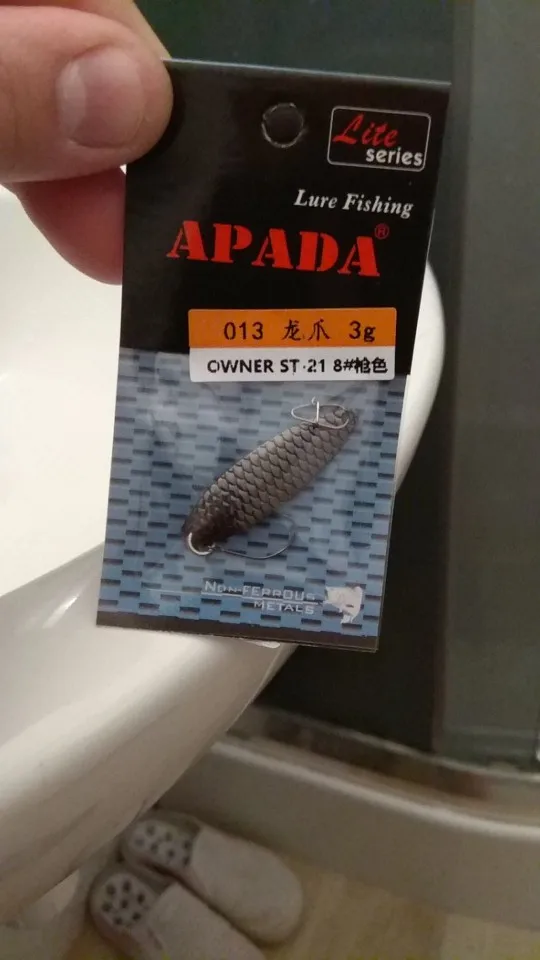 Lite
series
Lure Fishing
APADA®
013 龙爪 3g
OWNER ST·21 8#枪色
NON-FERROUS
METALS